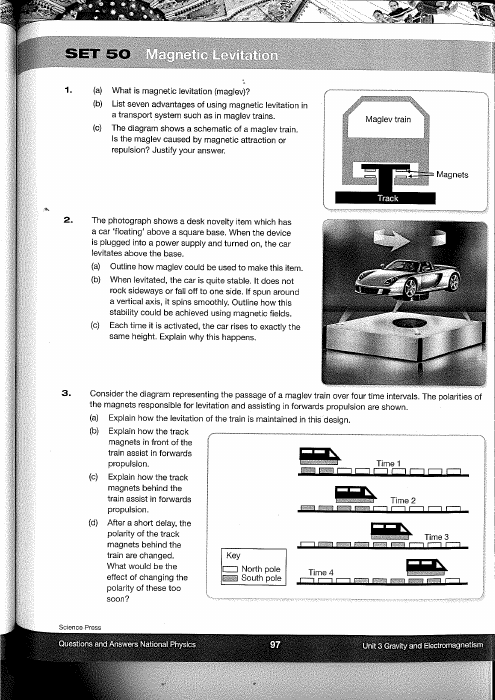 SET 50 Magnetic Levitation
1. (a) What is magnetic levitation (maglev)?
(b) List seven advantages of using magnetic levitation in
a transport system such as in maglev trains.
(c) The diagram shows a schematic of a maglev train.
Is the maglev caused by magnetic attraction or
repulsion? Justify your answer.
Maglev train
Magnets
Track
2. The photograph shows a desk novelty item which has
a car 'floating' above a square base. When the device
is plugged into a power supply and turned on, the car
levitates above the base.
(a) Outline how maglev could be used to make this item.
(b) When levitated, the car is quite stable. It does not
rock sideways or fall off to one side. If spun around
a vertical axis, it spins smoothly. Outline how this
stability could be achieved using magnetic fields.
(c) Each time it is activated, the car rises to exactly the
same height. Explain why this happens.
3. Consider the diagram representing the passage of a maglev train over four time intervals. The polarities of
the magnets responsible for levitation and assisting in forwards propulsion are shown.
(a) Explain how the levitation of the train is maintained in this design.
(b) Explain how the track
magnets in front of the
train assist in forwards
propulsion.
(c) Explain how the track
magnets behind the
train assist in forwards
propulsion.
(d) After a short delay, the
polarity of the track
magnets behind the
train are changed.
What would be the
effect of changing the
polarity of these too
soon?
Time 1
Time 2
Time 3
Time 4
Key
North pole
South pole
Science Press
Questions and Answers National Physics 97 Unit 3 Gravity and Electromagnetism